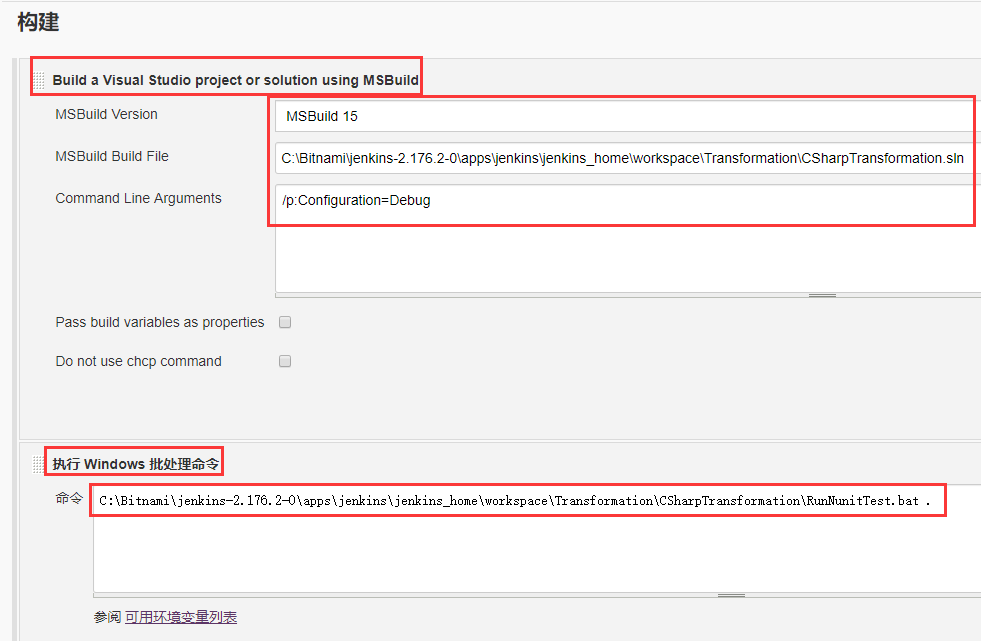 构建
Build a Visual Studio project or solution using MSBuild
MSBuild Version
MSBuild 15
MSBuild Build File
C:\Bitnami\jenkins-2.176.2-0\apps\jenkins\jenkins_home\workspace\Transformation\CSharpTransformation.sln
Command Line Arguments
/p:Configuration=Debug
Pass build variables as properties
Do not use chcp command
执行 Windows 批处理命令
命令
C:\Bitnami\jenkins-2.176.2-0\apps\jenkins\jenkins_home\workspace\Transformation\CSharpTransformation\RunNunitTest.bat .
参阅 可用环境变量列表